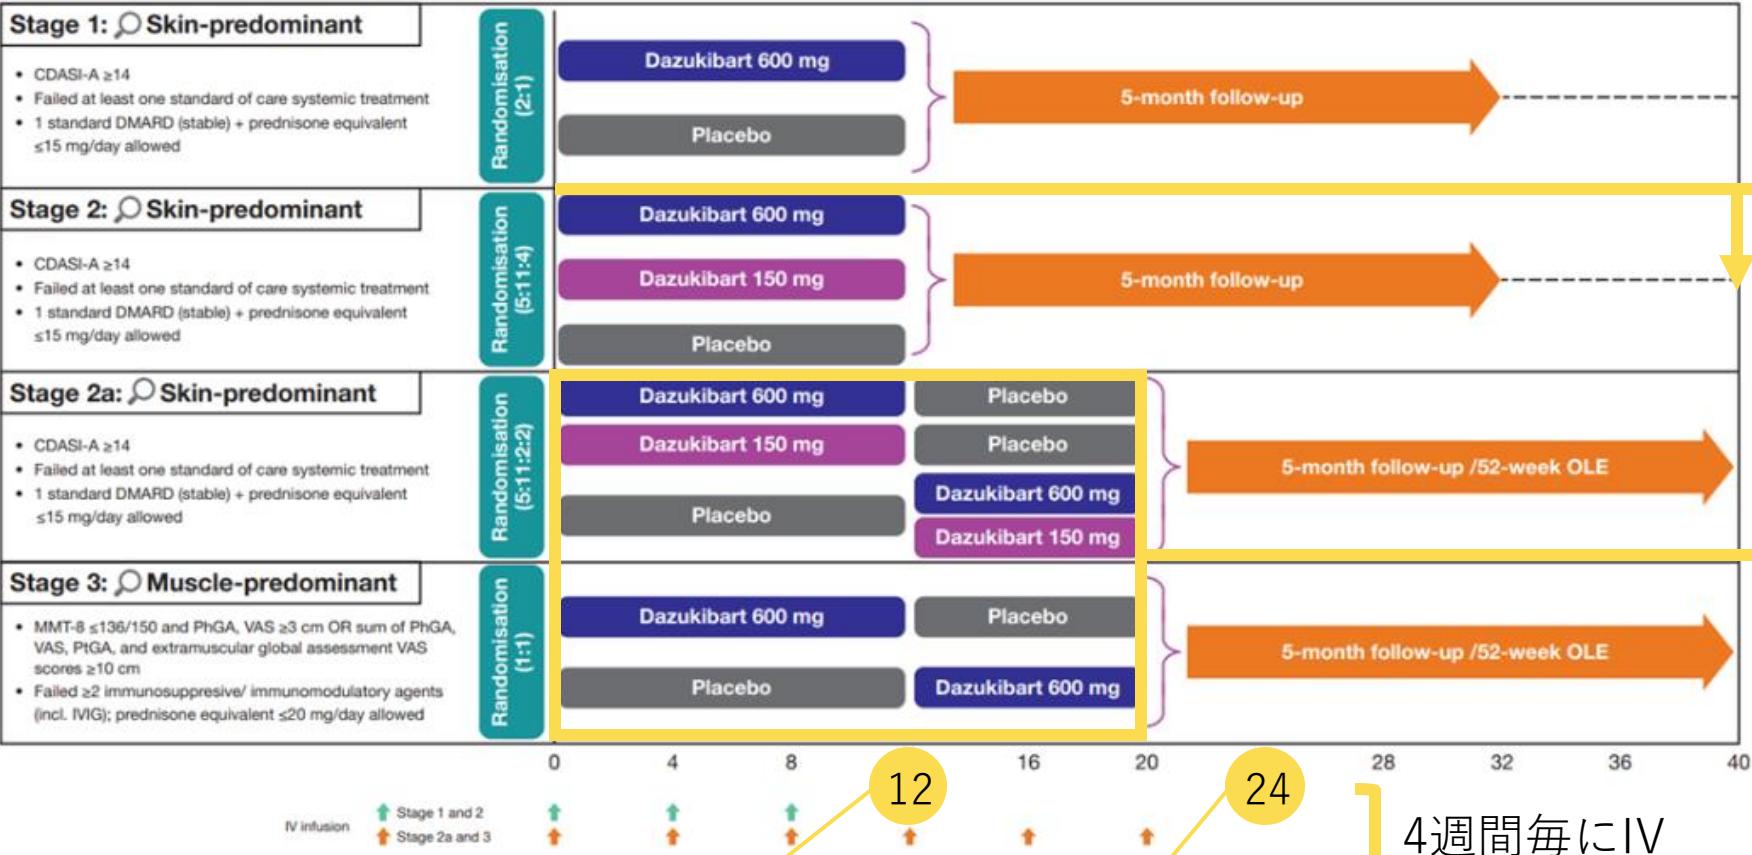 Stage 1: Skin-predominant
• CDASI-A ≥14
• Failed at least one standard of care systemic treatment
• 1 standard DMARD (stable) + prednisone equivalent
≤15 mg/day allowed
Randomisation
(2:1)
Dazukibart 600 mg
Placebo
5-month follow-up
Stage 2: Skin-predominant
• CDASI-A ≥14
• Failed at least one standard of care systemic treatment
• 1 standard DMARD (stable) + prednisone equivalent
≤15 mg/day allowed
Randomisation
(5:11:4)
Dazukibart 600 mg
Dazukibart 150 mg
Placebo
5-month follow-up
Stage 2a: Skin-predominant
• CDASI-A ≥14
• Failed at least one standard of care systemic treatment
• 1 standard DMARD (stable) + prednisone equivalent
≤15 mg/day allowed
Randomisation
(5:11:2:2)
Dazukibart 600 mg
Placebo
Dazukibart 150 mg
Placebo
Placebo
Dazukibart 600 mg
Dazukibart 150 mg
5-month follow-up /52-week OLE
Stage 3: Muscle-predominant
• MMT-8 ≤136/150 and PhGA, VAS ≥3 cm OR sum of PhGA,
VAS, PtGA, and extramuscular global assessment VAS
scores ≥10 cm
• Failed ≥2 immunosuppresive/ immunomodulatory agents
(incl. IVIG); prednisone equivalent ≤20 mg/day allowed
Randomisation
(1:1)
Dazukibart 600 mg
Placebo
Placebo
Dazukibart 600 mg
5-month follow-up /52-week OLE
0 4 8 12 16 20 24 28 32 36 40
IV infusion
Stage 1 and 2
Stage 2a and 3
4週間毎にIV